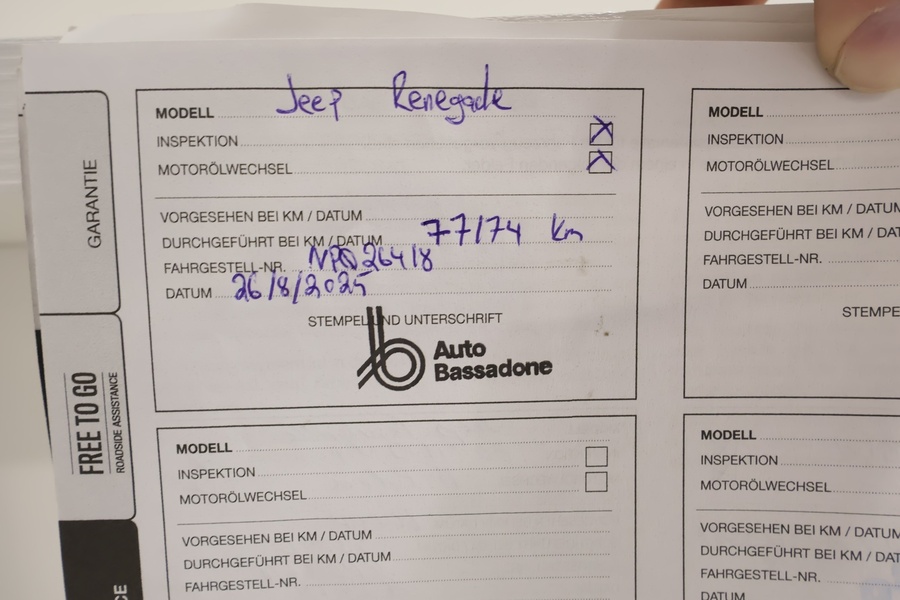 GARANTIE
FREE TO GO
ROADSIDE ASSISTANCE
CE
MODELL Jeep Renegade
INSPEKTION X
MOTORÖLWECHSEL X
VORGESEHEN BEI KM / DATUM
DURCHGEFÜHRT BEI KM / DATUM 77174 Km
FAHRGESTELL-NR. NPQ26418
DATUM 26/8/2025
STEMPEL UND UNTERSCHRIFT
Auto
Bassadone
MODELL
INSPEKTION
MOTORÖLWECHSEL
VORGESEHEN BEI KM / DATUM
DURCHGEFÜHRT BEI KM / DATUM
FAHRGESTELL-NR.
MODELL
INSPEKTION
MOTORÖLWECHSEL
VORGESEHEN BEI KM / DATUM
DURCHGEFÜHRT BEI KM / DAT
FAHRGESTELL-NR.
DATUM
STEMPE
MODELL
INSPEKTION
MOTORÖLWECHSEL
VORGESEHEN BEI KM / DATUM
DURCHGEFÜHRT BEI KM / DAT
FAHRGESTELL-NR.
DATUM